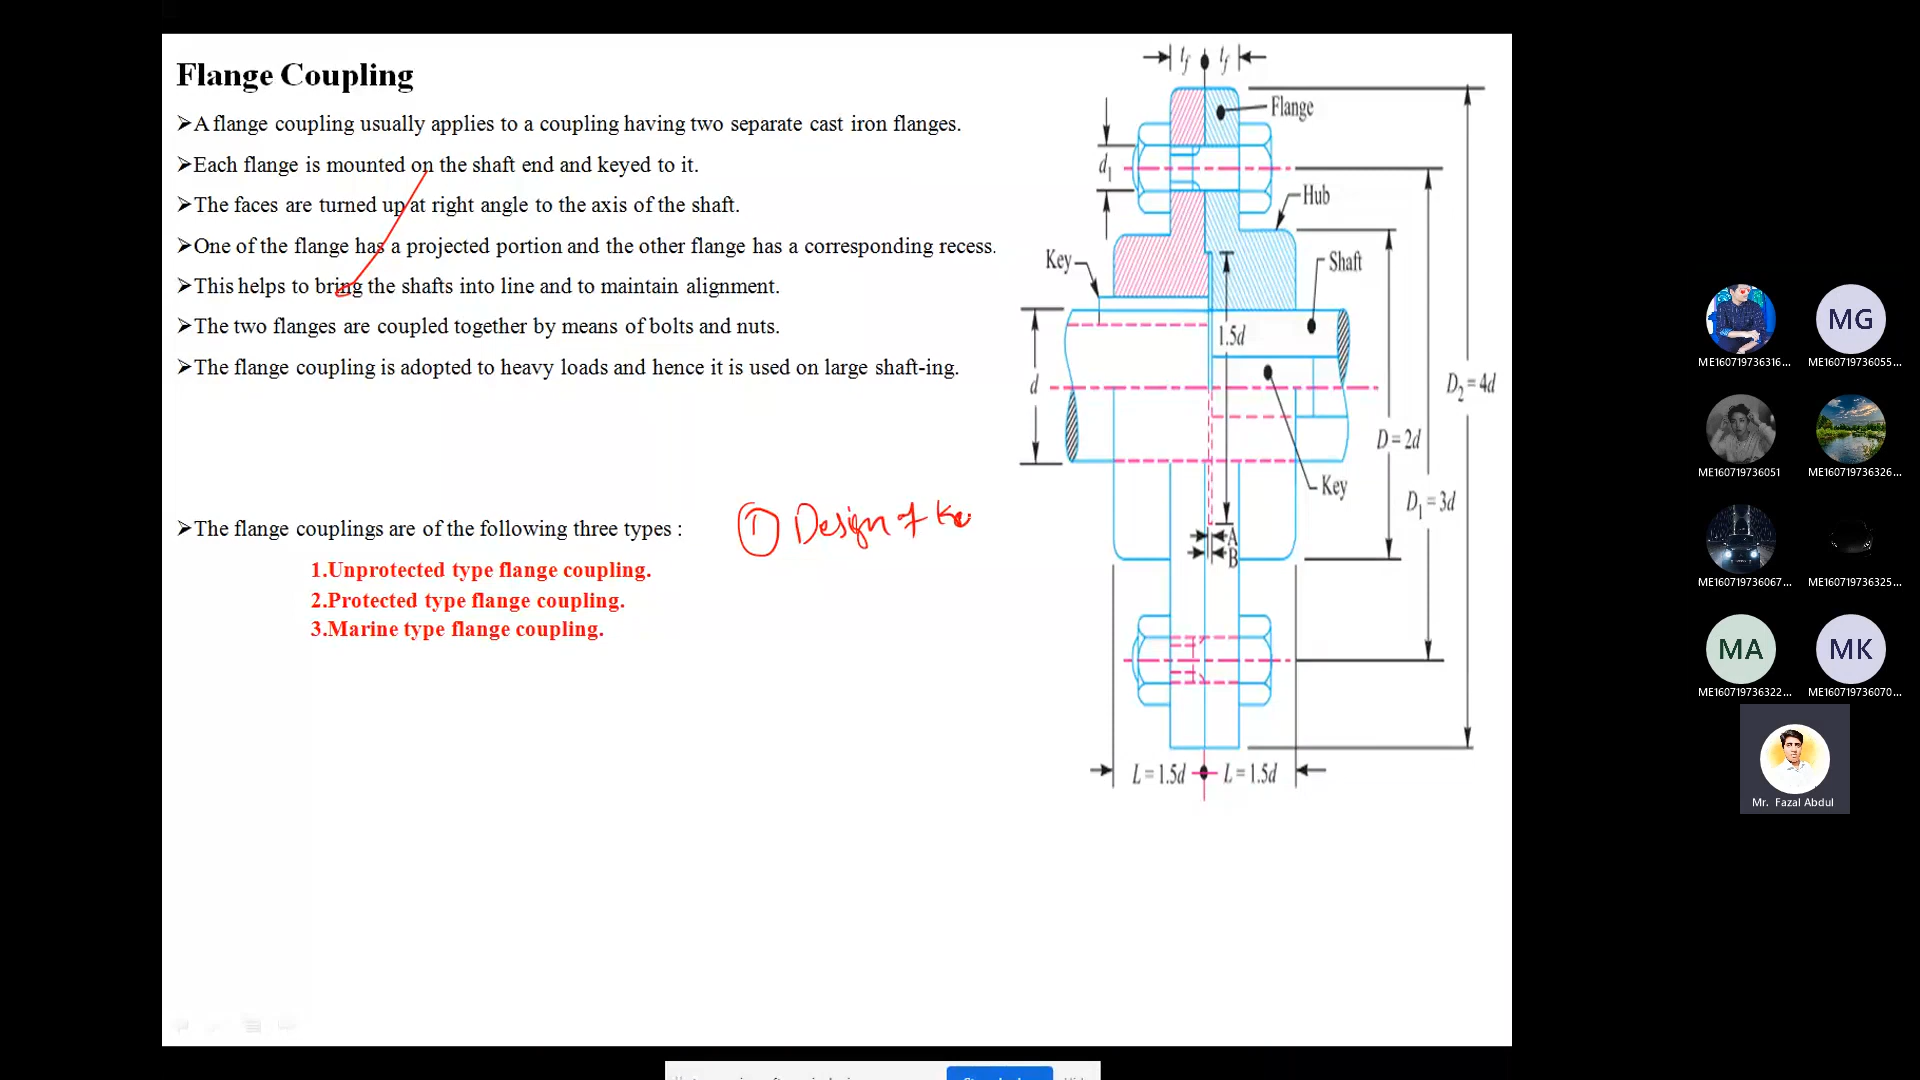 Flange Coupling
➢A flange coupling usually applies to a coupling having two separate cast iron flanges.
➢Each flange is mounted on the shaft end and keyed to it.
➢The faces are turned up at right angle to the axis of the shaft.
➢One of the flange has a projected portion and the other flange has a corresponding recess.
➢This helps to bring the shafts into line and to maintain alignment.
➢The two flanges are coupled together by means of bolts and nuts.
➢The flange coupling is adopted to heavy loads and hence it is used on large shaft-ing.
➢The flange couplings are of the following three types :
1.Unprotected type flange coupling.
2.Protected type flange coupling.
3.Marine type flange coupling.
① Design of Ke
tf tf
Flange
d1
Hub
Key
Shaft
1.5d
d
D2 = 4d
D = 2d
Key
D1 = 3d
A
B
L = 1.5d L = 1.5d
MG
ME160719736316... ME160719736055...
ME160719736051 ME160719736326...
ME160719736067... ME160719736325...
MA MK
ME160719736322... ME160719736070...
Mr. Fazal Abdul